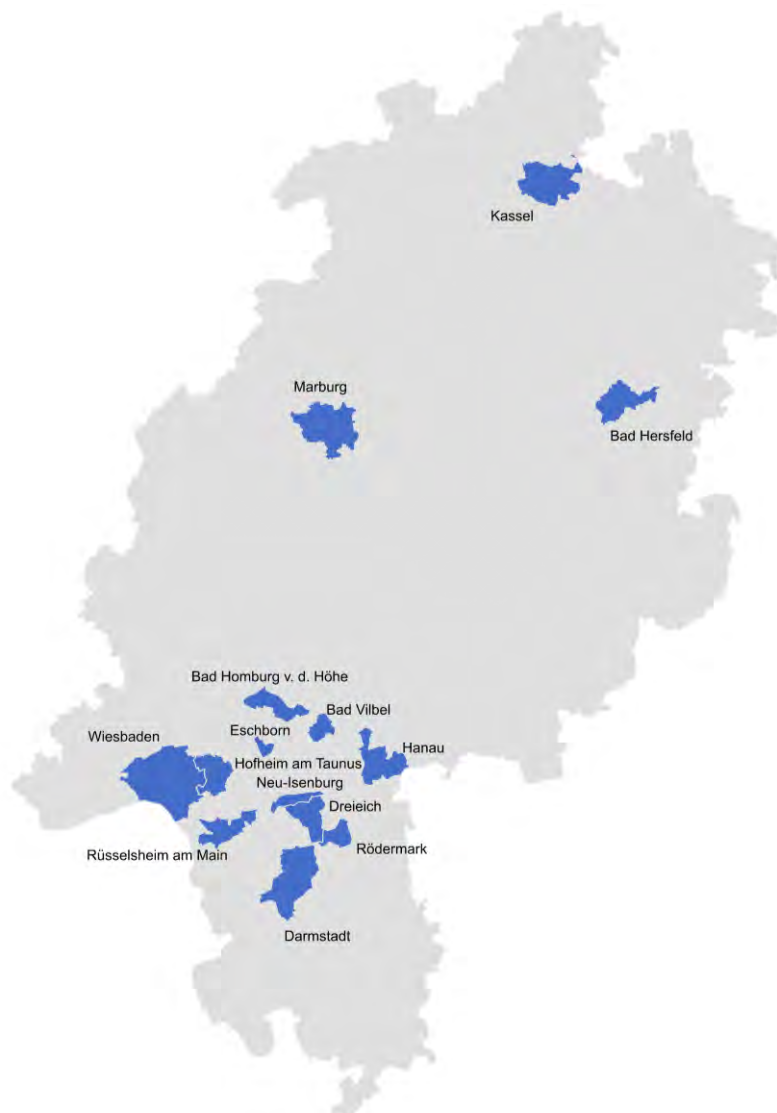 Kassel
Marburg
Bad Hersfeld
Bad Homburg v. d. Höhe
Bad Vilbel
Eschborn
Wiesbaden
Hanau
Hofheim am Taunus
Neu-Isenburg
Dreieich
Rüsselsheim am Main
Rödermark
Darmstadt